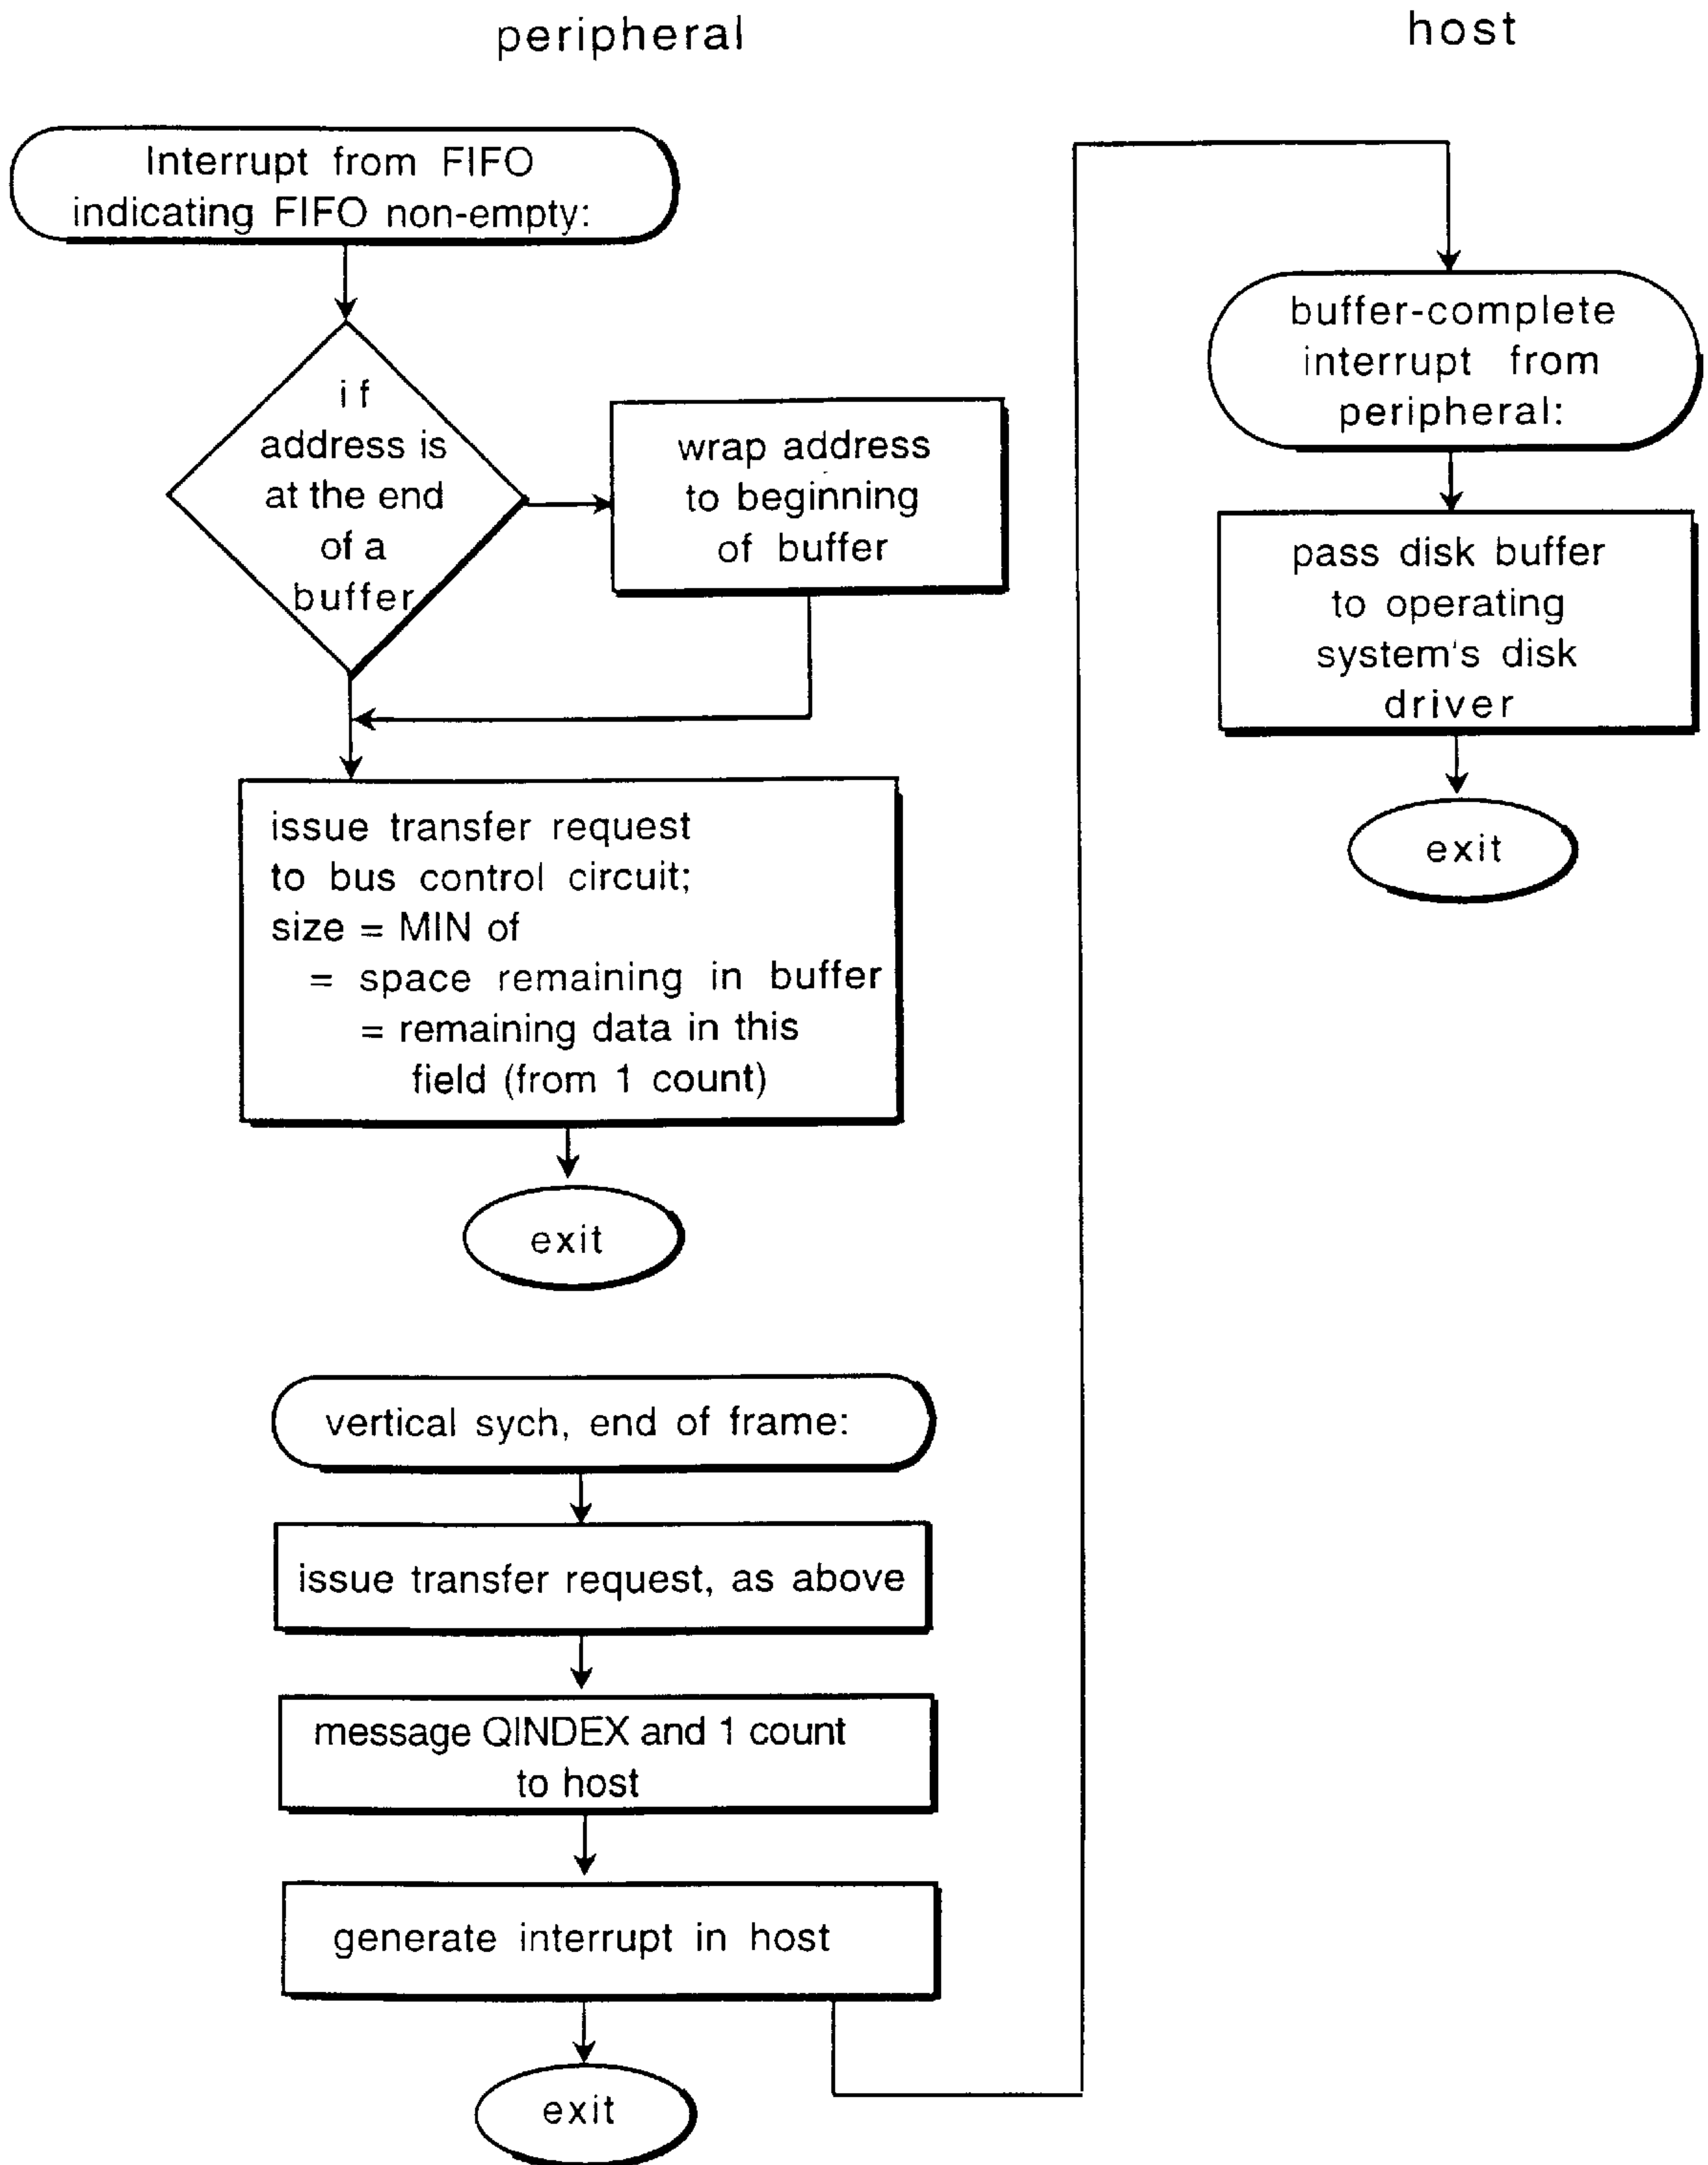 peripheral
host
Interrupt from FIFO
indicating FIFO non-empty:
if
address is
at the end
of a
buffer
wrap address
to beginning
of buffer
issue transfer request
to bus control circuit;
size = MIN of
= space remaining in buffer
= remaining data in this
field (from 1 count)
exit
vertical sych, end of frame:
issue transfer request, as above
message QINDEX and 1 count
to host
generate interrupt in host
exit
buffer-complete
interrupt from
peripheral:
pass disk buffer
to operating
system's disk
driver
exit